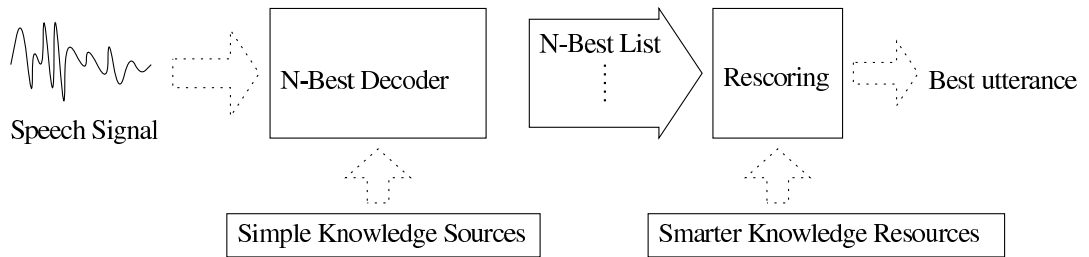 Speech Signal
N-Best Decoder
N-Best List
Rescoring
Best utterance
Simple Knowledge Sources
Smarter Knowledge Resources